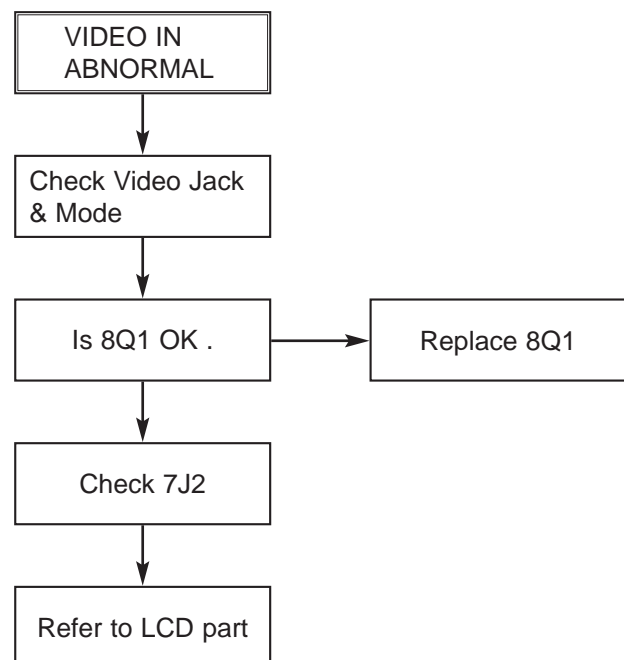 VIDEO IN
ABNORMAL
Check Video Jack
& Mode
Is 8Q1 OK .
Replace 8Q1
Check 7J2
Refer to LCD part